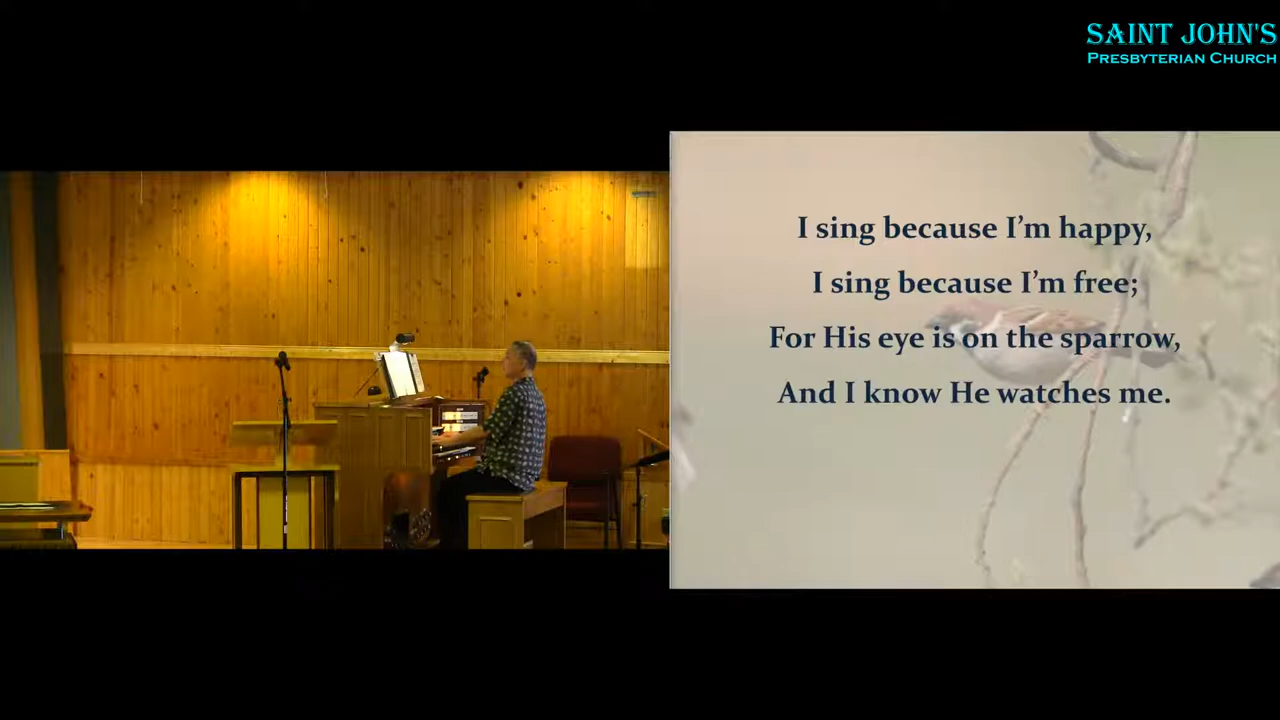 SAINT JOHN'S
PRESBYTERIAN CHURCH
I sing because I’m happy,
I sing because I’m free;
For His eye is on the sparrow,
And I know He watches me.